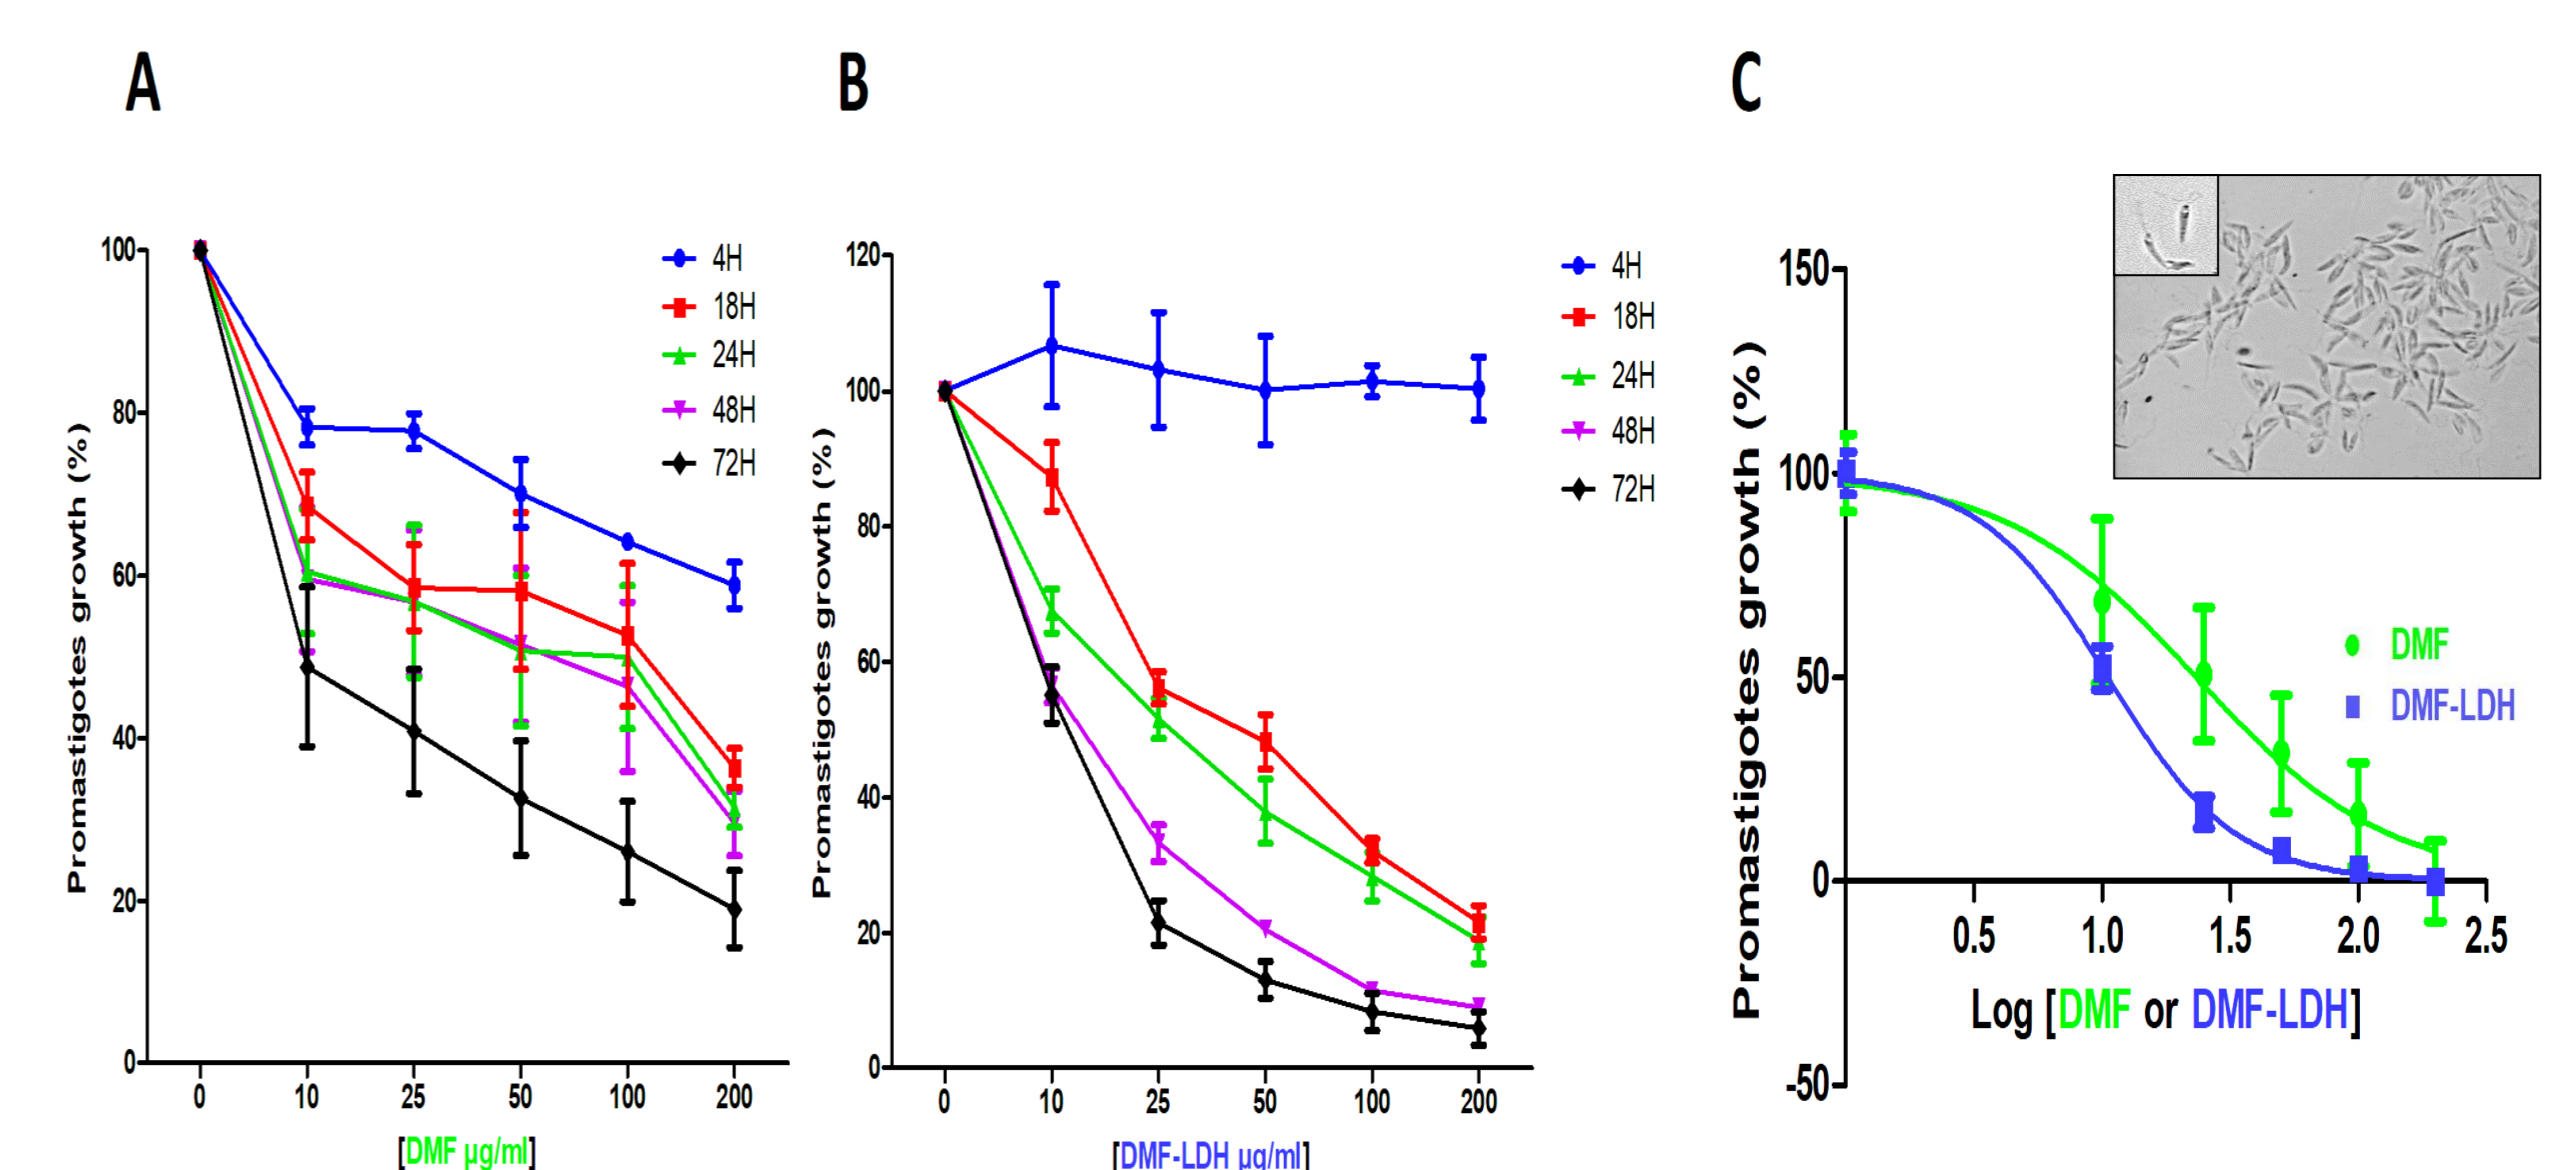 A
B
C
Promastigotes growth (%)
100
80
60
40
20
0
0 10 25 50 100 200
[DMF µg/ml]
4H
18H
24H
48H
72H
Promastigotes growth (%)
120
100
80
60
40
20
0
0 10 25 50 100 200
[DMF-LDH µg/ml]
4H
18H
24H
48H
72H
Promastigotes growth (%)
150
100
50
0
-50
0.5 1.0 1.5 2.0 2.5
Log [DMF or DMF-LDH]
DMF
DMF-LDH